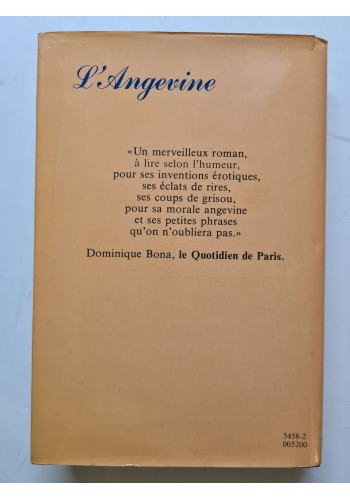 L'Angevine
«Un merveilleux roman,
à lire selon l'humeur,
pour ses inventions érotiques,
ses éclats de rires,
ses coups de grisou,
pour sa morale angevine
et ses petites phrases
qu'on n'oubliera pas.»
Dominique Bona, le Quotidien de Paris.
5458-2
005200